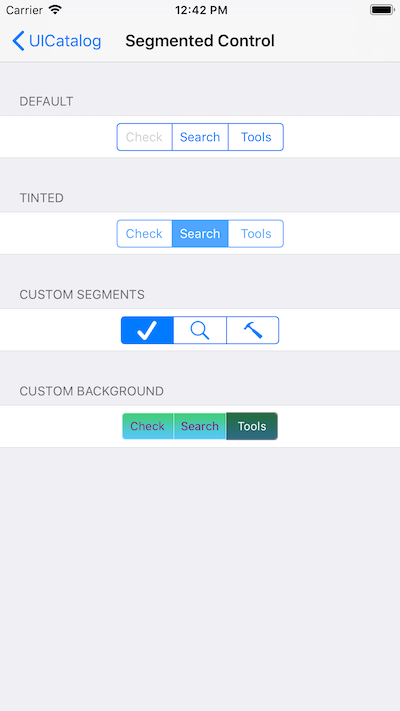 Carrier 12:42 PM
UICatalog Segmented Control
DEFAULT
Check Search Tools
TINTED
Check Search Tools
CUSTOM SEGMENTS
CUSTOM BACKGROUND
Check Search Tools